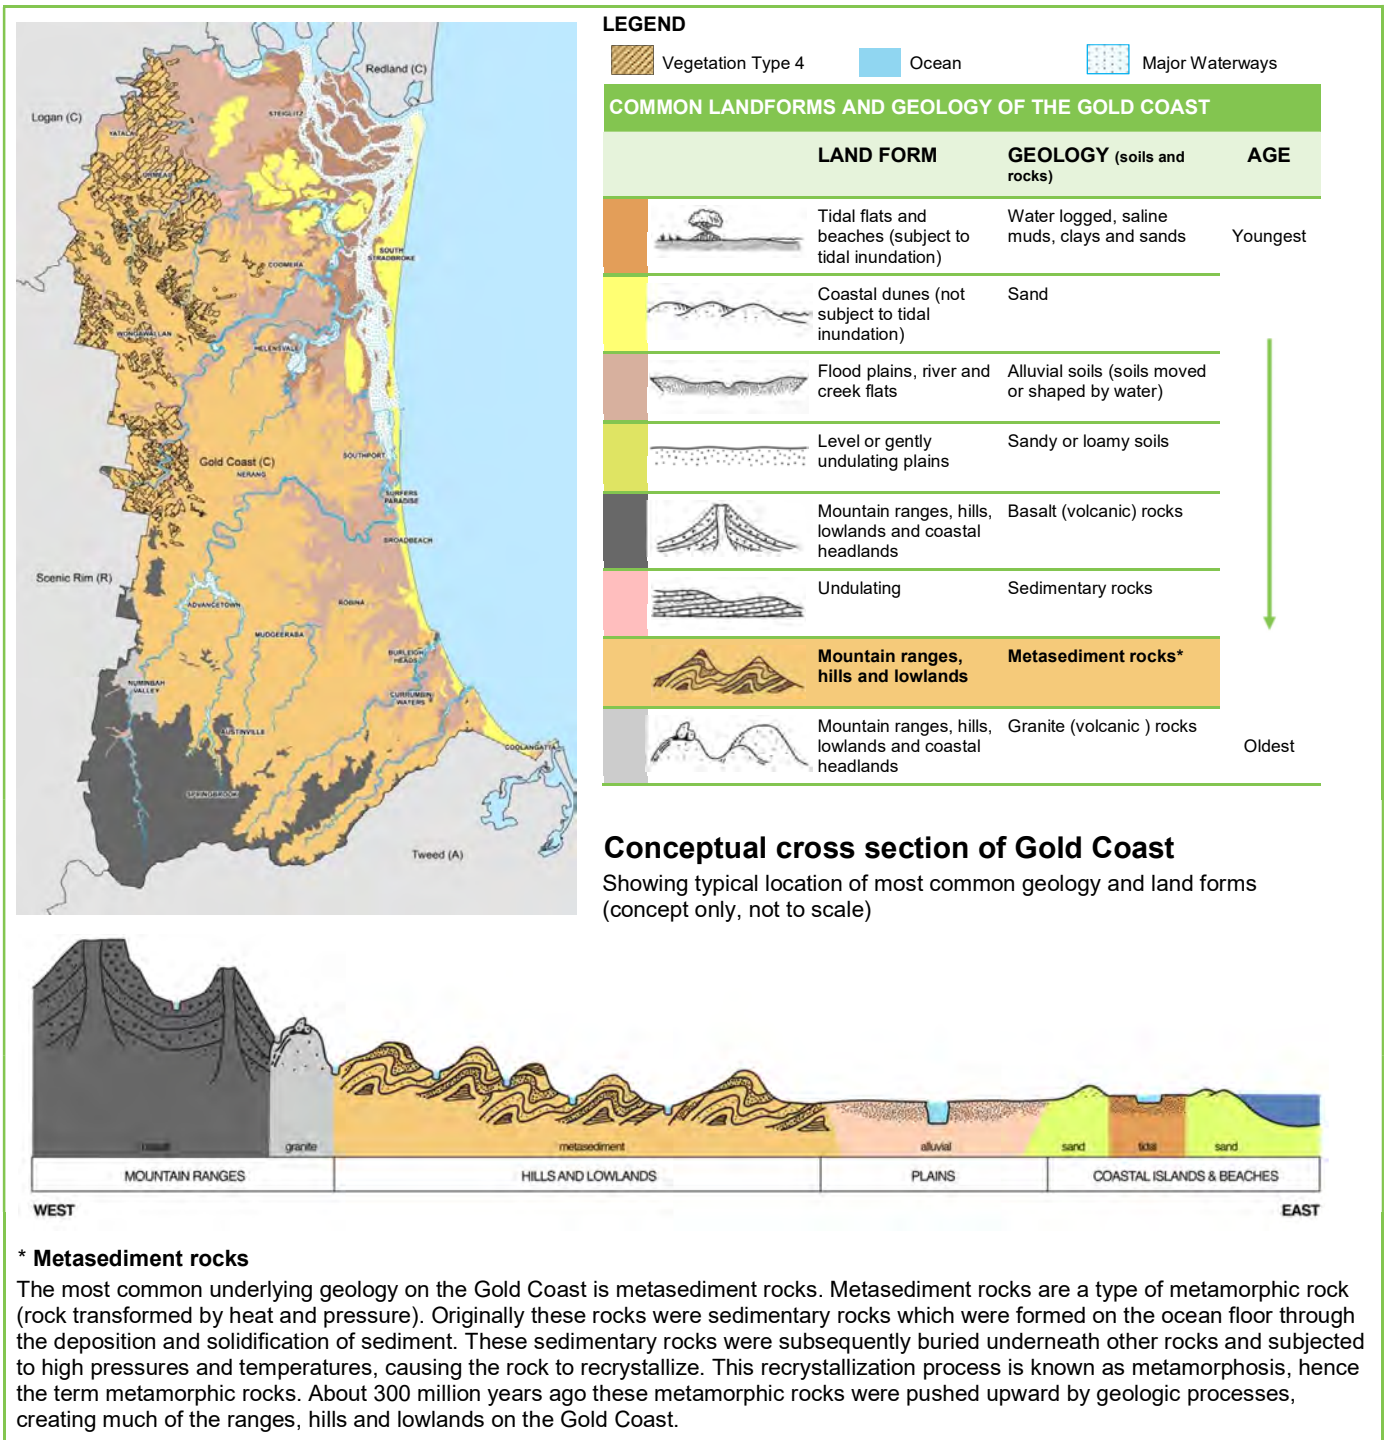 LEGEND
Vegetation Type 4
Ocean
Major Waterways
Redland (C)
Logan (C)
STEIGLITZ
YATALA
ORMEAU
SOUTH
STRADBROKE
COOMERA
WONGAWALLAN
HELENSVALE
Gold Coast (C)
NERANG
SOUTHPORT
SURFERS
PARADISE
BROADBEACH
Scenic Rim (R)
ADVANCETOWN
ROBINA
MUDGEERABA
BURLEIGH
HEADS
NUMINBAH
VALLEY
CURRUMBIN
WATERS
AUSTINVILLE
COOLANGATTA
SPRINGBROOK
Tweed (A)
COMMON LANDFORMS AND GEOLOGY OF THE GOLD COAST
LAND FORM
GEOLOGY (soils and
rocks)
AGE
Tidal flats and
beaches (subject to
tidal inundation)
Water logged, saline
muds, clays and sands
Youngest
Coastal dunes (not
subject to tidal
inundation)
Sand
Flood plains, river and
creek flats
Alluvial soils (soils moved
or shaped by water)
Level or gently
undulating plains
Sandy or loamy soils
Mountain ranges, hills,
lowlands and coastal
headlands
Basalt (volcanic) rocks
Undulating
Sedimentary rocks
Mountain ranges,
hills and lowlands
Metasediment rocks*
Mountain ranges, hills,
lowlands and coastal
headlands
Granite (volcanic ) rocks
Oldest
Conceptual cross section of Gold Coast
Showing typical location of most common geology and land forms
(concept only, not to scale)
basalt
granite
metasediment
alluvial
sand
tidal
sand
MOUNTAIN RANGES
HILLS AND LOWLANDS
PLAINS
COASTAL ISLANDS & BEACHES
WEST
EAST
* Metasediment rocks
The most common underlying geology on the Gold Coast is metasediment rocks. Metasediment rocks are a type of metamorphic rock
(rock transformed by heat and pressure). Originally these rocks were sedimentary rocks which were formed on the ocean floor through
the deposition and solidification of sediment. These sedimentary rocks were subsequently buried underneath other rocks and subjected
to high pressures and temperatures, causing the rock to recrystallize. This recrystallization process is known as metamorphosis, hence
the term metamorphic rocks. About 300 million years ago these metamorphic rocks were pushed upward by geologic processes,
creating much of the ranges, hills and lowlands on the Gold Coast.